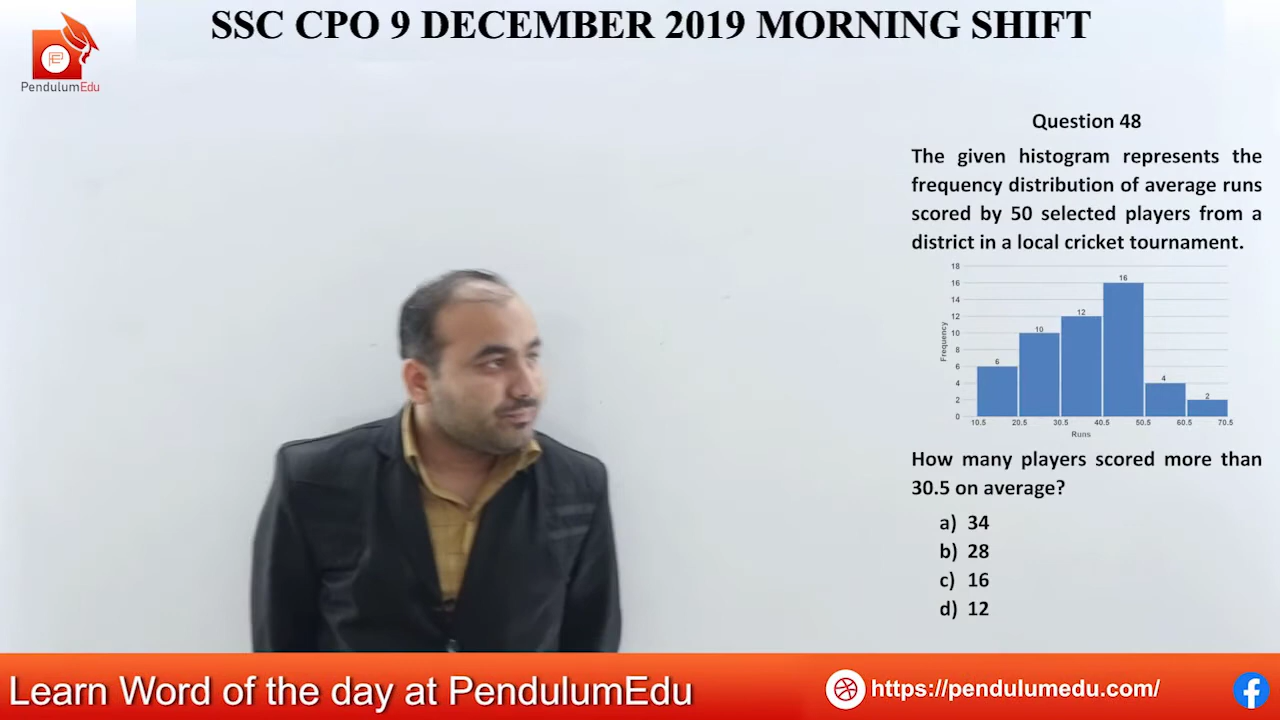 SSC CPO 9 DECEMBER 2019 MORNING SHIFT
PendulumEdu
Question 48
The given histogram represents the
frequency distribution of average runs
scored by 50 selected players from a
district in a local cricket tournament.
18
16
14
12
10
8
6
4
2
0
Frequency
6
10
12
16
4
2
10.5 20.5 30.5 40.5 50.5 60.5 70.5
Runs
How many players scored more than
30.5 on average?
a) 34
b) 28
c) 16
d) 12
Learn Word of the day at PendulumEdu
https://pendulumedu.com/